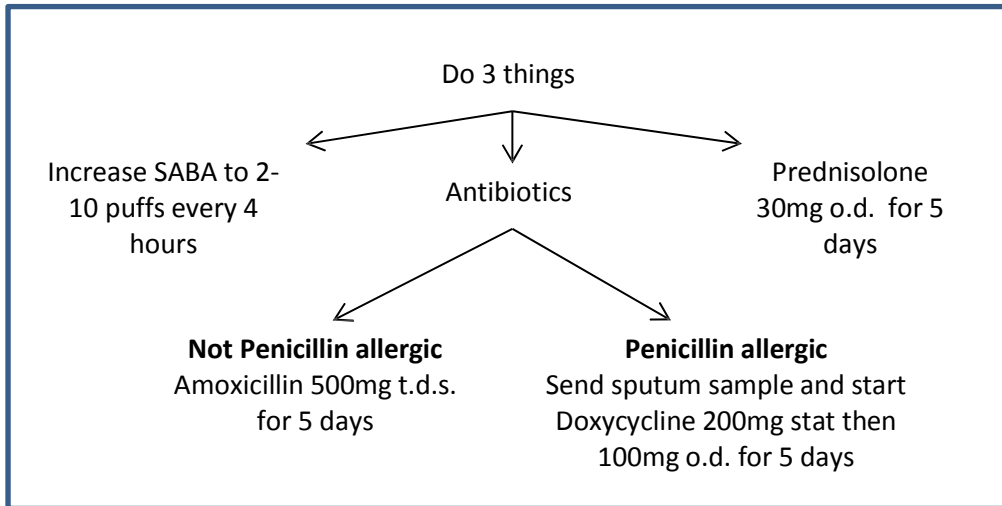 Do 3 things
Increase SABA to 2-
10 puffs every 4
hours
Antibiotics
Prednisolone
30mg o.d. for 5
days
Not Penicillin allergic
Amoxicillin 500mg t.d.s.
for 5 days
Penicillin allergic
Send sputum sample and start
Doxycycline 200mg stat then
100mg o.d. for 5 days